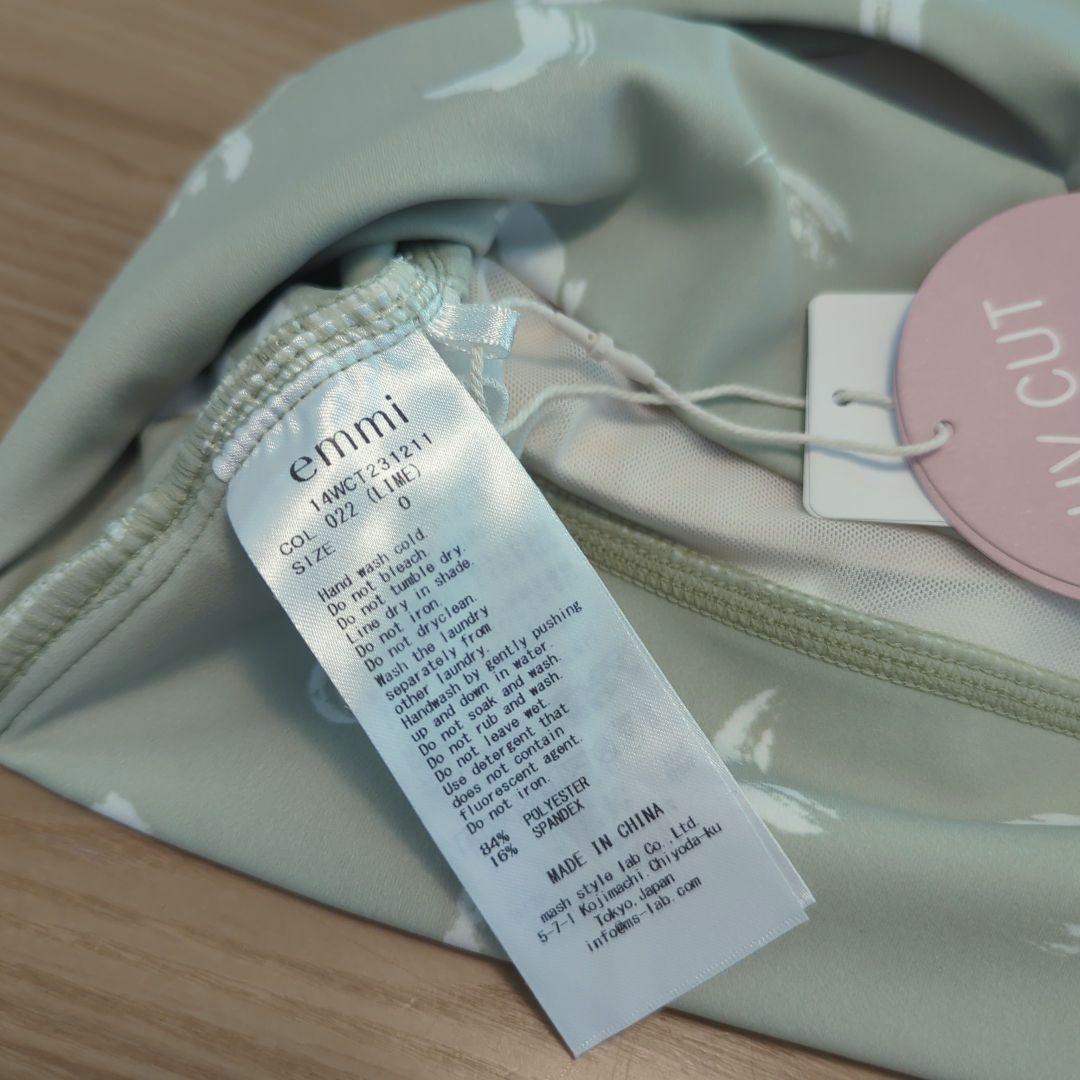 emmi
14WCT231211
COL 022 (LIME)
SIZE 0
Hand wash cold.
Do not bleach.
Do not tumble dry.
Line dry in shade.
Do not iron.
Do not dryclean.
Wash the laundry
separately from
other laundry.
Handwash by gently pushing
up and down in water.
Do not soak and wash.
Do not rub and wash.
Do not leave wet.
Use detergent that
does not contain
fluorescent agent.
Do not iron.
84% POLYESTER
16% SPANDEX
MADE IN CHINA
mash style lab Co., Ltd.
5-7-1 Kojimachi, Chiyoda-ku
Tokyo, Japan
info@ms-lab.com
CUT